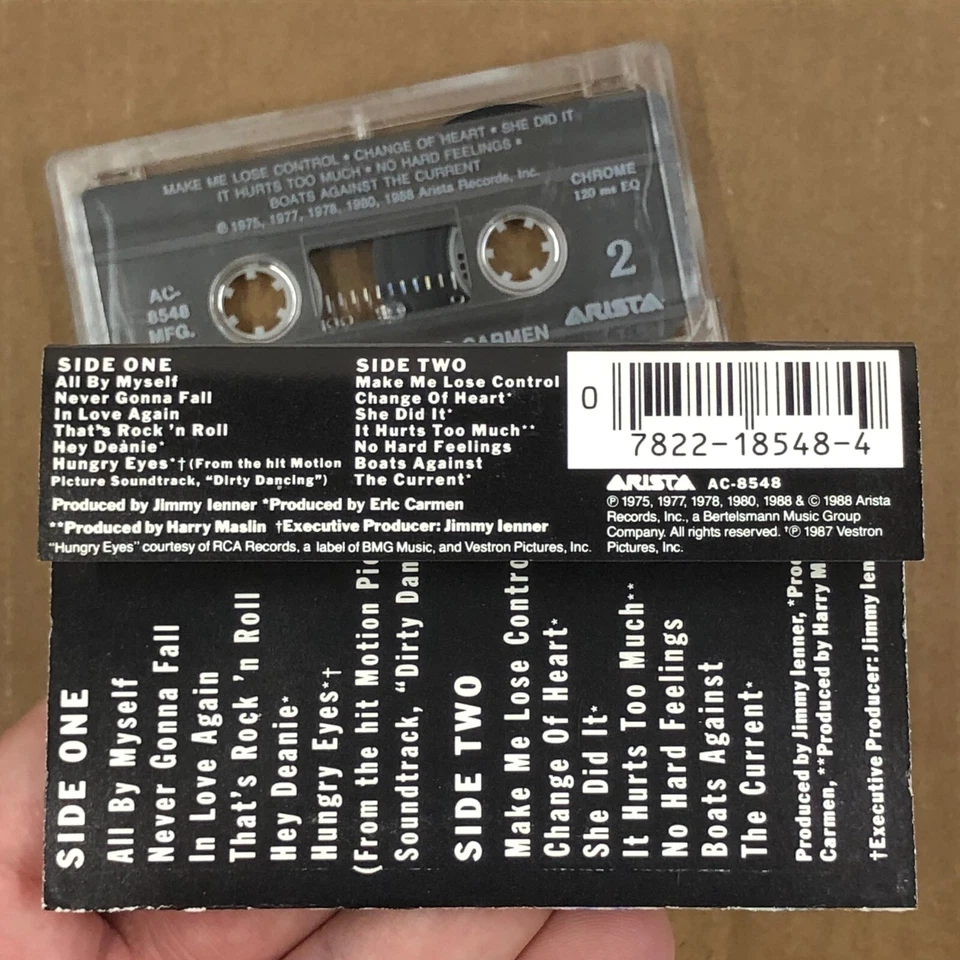 MAKE ME LOSE CONTROL • CHANGE OF HEART • SHE DID IT
IT HURTS TOO MUCH • NO HARD FEELINGS •
BOATS AGAINST THE CURRENT
℗ 1975, 1977, 1978, 1980, 1988 Arista Records, Inc.
CHROME
120 ms EQ
2
AC-
8548
MFG.
100
0
ARISTA
CARMEN
SIDE ONE
All By Myself
Never Gonna Fall
In Love Again
That's Rock 'n Roll
Hey Deanie*
Hungry Eyes*† (From the hit Motion
Picture Soundtrack, "Dirty Dancing")
SIDE TWO
Make Me Lose Control
Change Of Heart*
She Did It*
It Hurts Too Much**
No Hard Feelings
Boats Against
The Current*
Produced by Jimmy Ienner *Produced by Eric Carmen
**Produced by Harry Maslin †Executive Producer: Jimmy Ienner
"Hungry Eyes" courtesy of RCA Records, a label of BMG Music, and Vestron Pictures, Inc.
0
7822-18548-4
ARISTA AC-8548
℗ 1975, 1977, 1978, 1980, 1988 & © 1988 Arista
Records, Inc., a Bertelsmann Music Group
Company. All rights reserved. †℗ 1987 Vestron
Pictures, Inc.
SIDE ONE
All By Myself
Never Gonna Fall
In Love Again
That's Rock 'n Roll
Hey Deanie*
Hungry Eyes*†
(From the hit Motion Pic
Soundtrack, "Dirty Dan
SIDE TWO
Make Me Lose Contro
Change Of Heart*
She Did It*
It Hurts Too Much**
No Hard Feelings
Boats Against
The Current*
Produced by Jimmy Ienner, *Proc
Carmen, **Produced by Harry M
†Executive Producer: Jimmy Ien